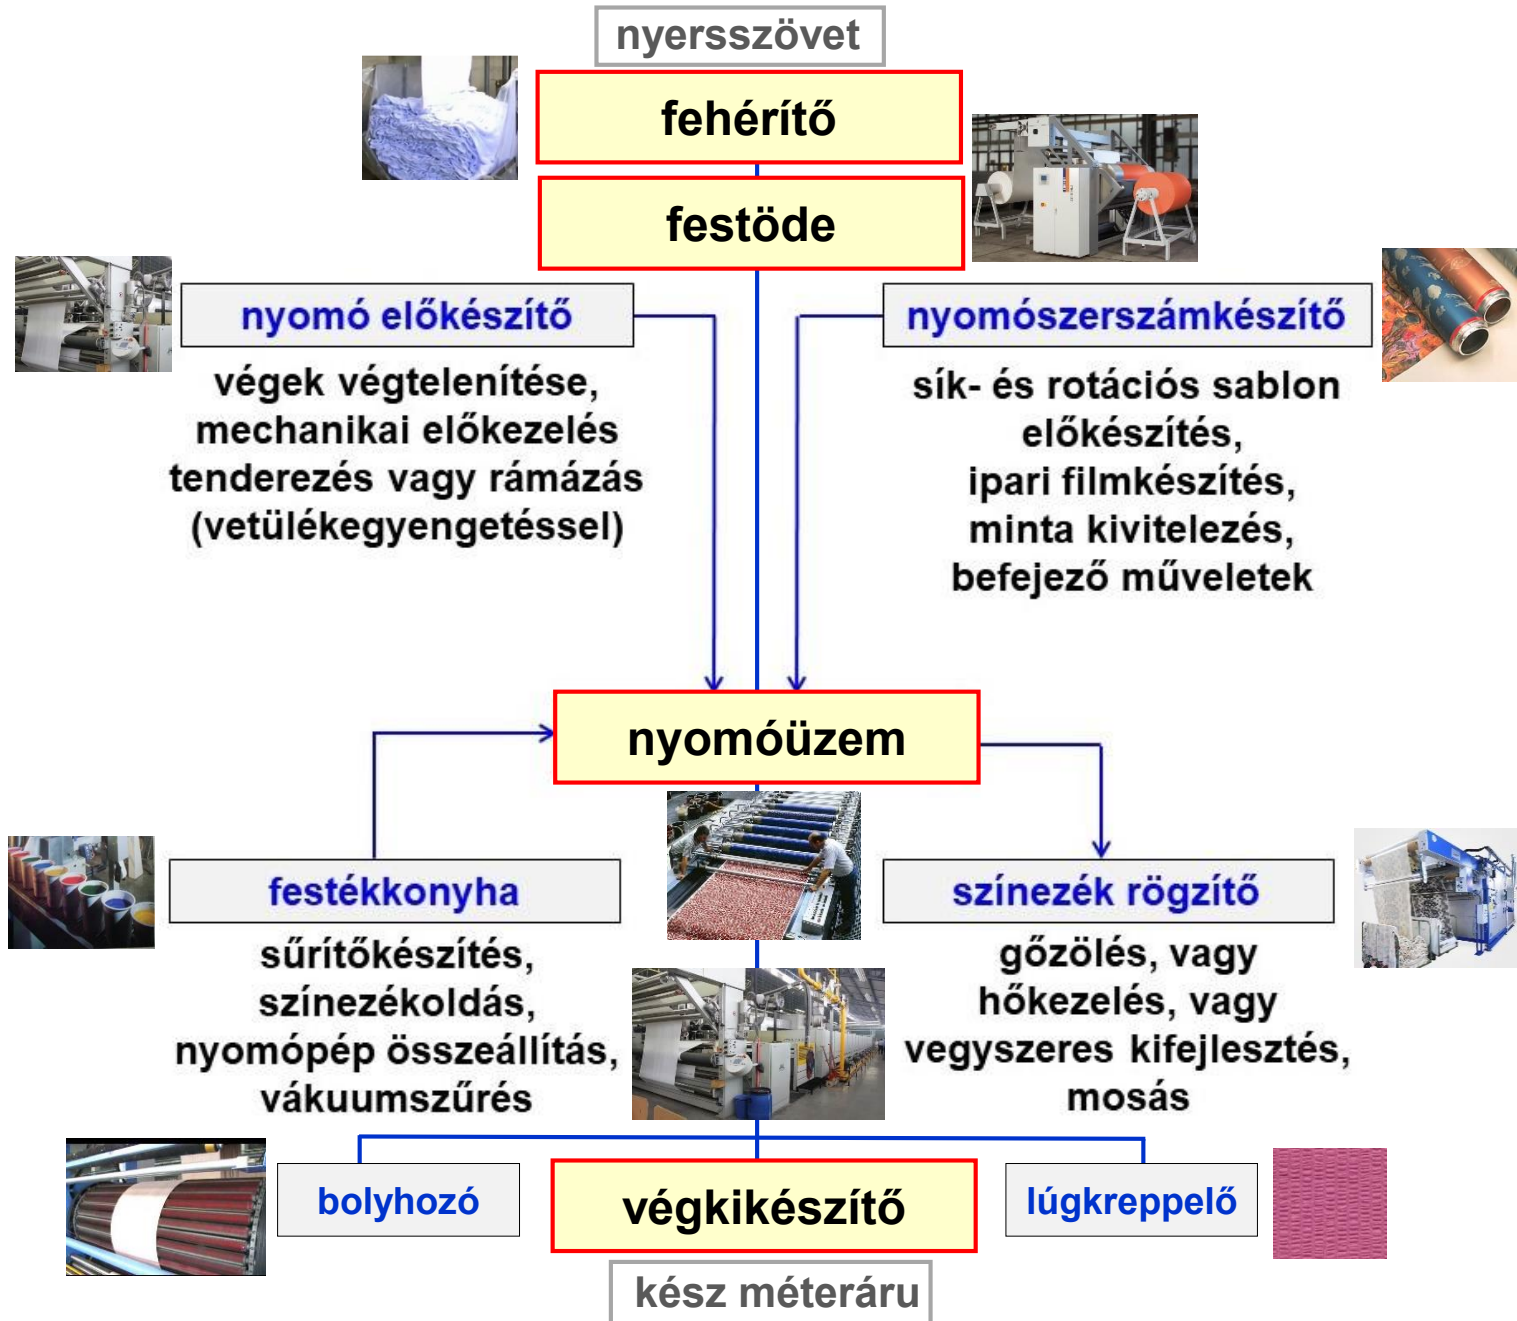 nyersszövet
fehérítő
festöde
nyomó előkészítő
végek végtelenítése,
mechanikai előkezelés
tenderezés vagy rámázás
(vetülékegyengetéssel)
nyomószerszámkészítő
sík- és rotációs sablon
előkészítés,
ipari filmkészítés,
minta kivitelezés,
befejező műveletek
nyomóüzem
festékkonyha
sűrítőkészítés,
színezékoldás,
nyomópép összeállítás,
vákuumszűrés
színezék rögzítő
gőzölés, vagy
hőkezelés, vagy
vegyszeres kifejlesztés,
mosás
bolyhozó
végkikészítő
lúgkreppelő
kész méteráru